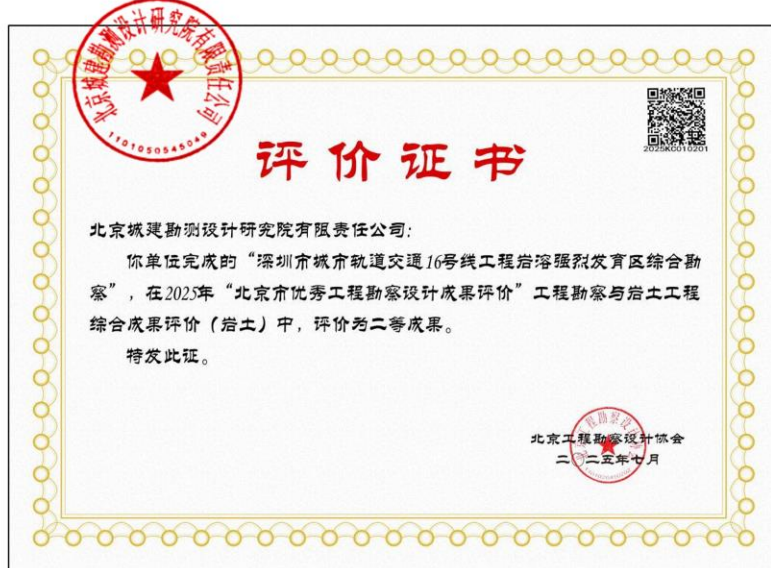 北京城建勘测设计研究院有限责任公司
1101050545049
2025KC010201
评价证书
北京城建勘测设计研究院有限责任公司:
你单位完成的“深圳市城市轨道交通16号线工程岩溶强烈发育区综合勘
察”,在2025年“北京市优秀工程勘察设计成果评价”工程勘察与岩土工程
综合成果评价(岩土)中,评价为二等成果。
特发此证。
北京工程勘察设计协会
二〇二五年七月